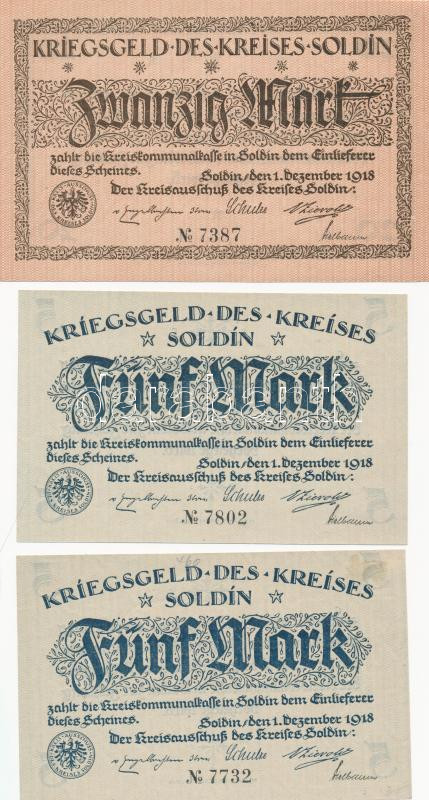 KRIEGSGELD·DES·KREISES·SOLDIN
Zwanzig Mark
zahlt die Kreiskommunalkasse in Soldin dem Einlieferer
dieses Scheines. Soldin/den 1. Dezember 1918
Der Kreisausschuß des Kreises Soldin/:
Schulze
№ 7387
KRIEGSGELD·DES·KREISES
☆ SOLDIN ☆
Fünf Mark
zahlt die Kreiskommunalkasse in Soldin dem Einlieferer
dieses Scheines. Soldin/den 1. Dezember 1918
Der Kreisausschuß des Kreises Soldin/:
Schulze
№ 7802
KRIEGSGELD·DES·KREISES
☆ SOLDIN ☆
Fünf Mark
zahlt die Kreiskommunalkasse in Soldin dem Einlieferer
dieses Scheines. Soldin/den 1. Dezember 1918
Der Kreisausschuß des Kreises Soldin/:
Schulze
№ 7732